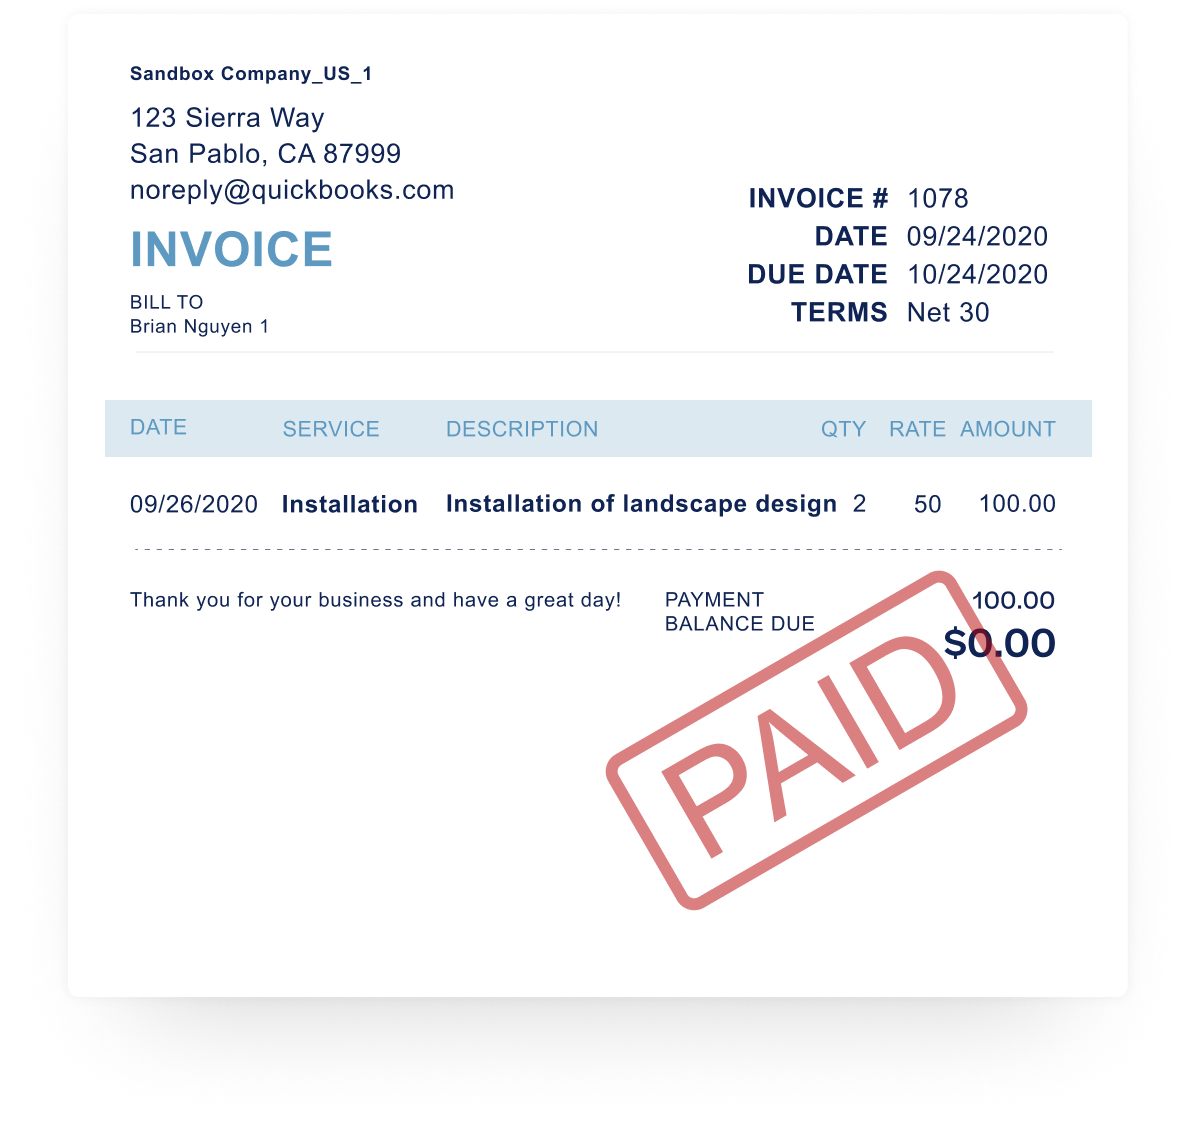 Sandbox Company_US_1
123 Sierra Way
San Pablo, CA 87999
noreply@quickbooks.com
INVOICE # 1078
DATE 09/24/2020
DUE DATE 10/24/2020
TERMS Net 30
INVOICE
BILL TO
Brian Nguyen 1
DATE SERVICE DESCRIPTION QTY RATE AMOUNT
09/26/2020 Installation Installation of landscape design 2 50 100.00
Thank you for your business and have a great day!
PAYMENT 100.00
BALANCE DUE $0.00
PAID